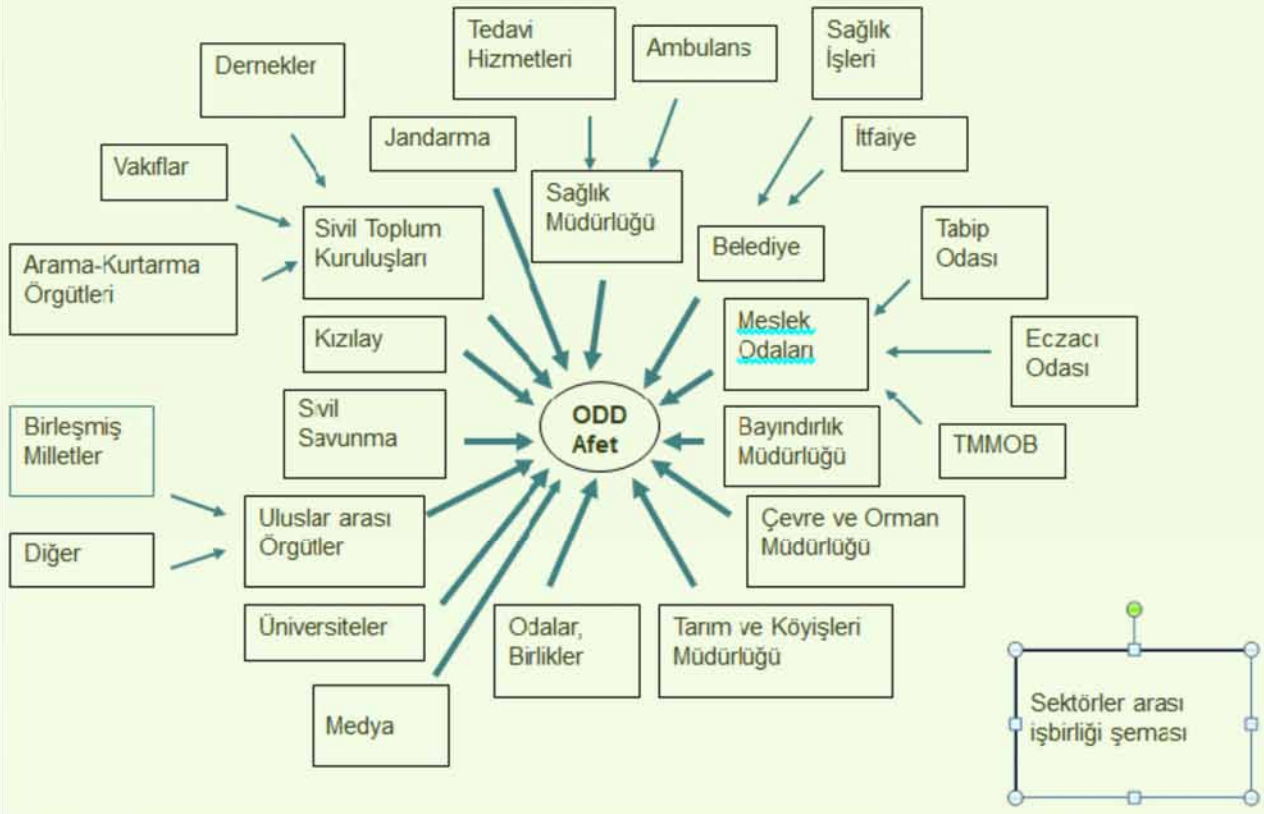 Tedavi
Hizmetleri
Ambulans
Sağlık
İşleri
Dernekler
Jandarma
İtfaiye
Vakıflar
Sağlık
Müdürlüğü
Sivil Toplum
Kuruluşları
Belediye
Tabip
Odası
Arama-Kurtarma
Örgütleri
Kızılay
Meslek
Odaları
Eczacı
Odası
ODD
Afet
Sivil
Savunma
Birleşmiş
Milletler
Bayındırlık
Müdürlüğü
TMMOB
Uluslar arası
Örgütler
Çevre ve Orman
Müdürlüğü
Diğer
Üniversiteler
Odalar,
Birlikler
Tarım ve Köyişleri
Müdürlüğü
Medya
Sektörler arası
işbirliği şeması